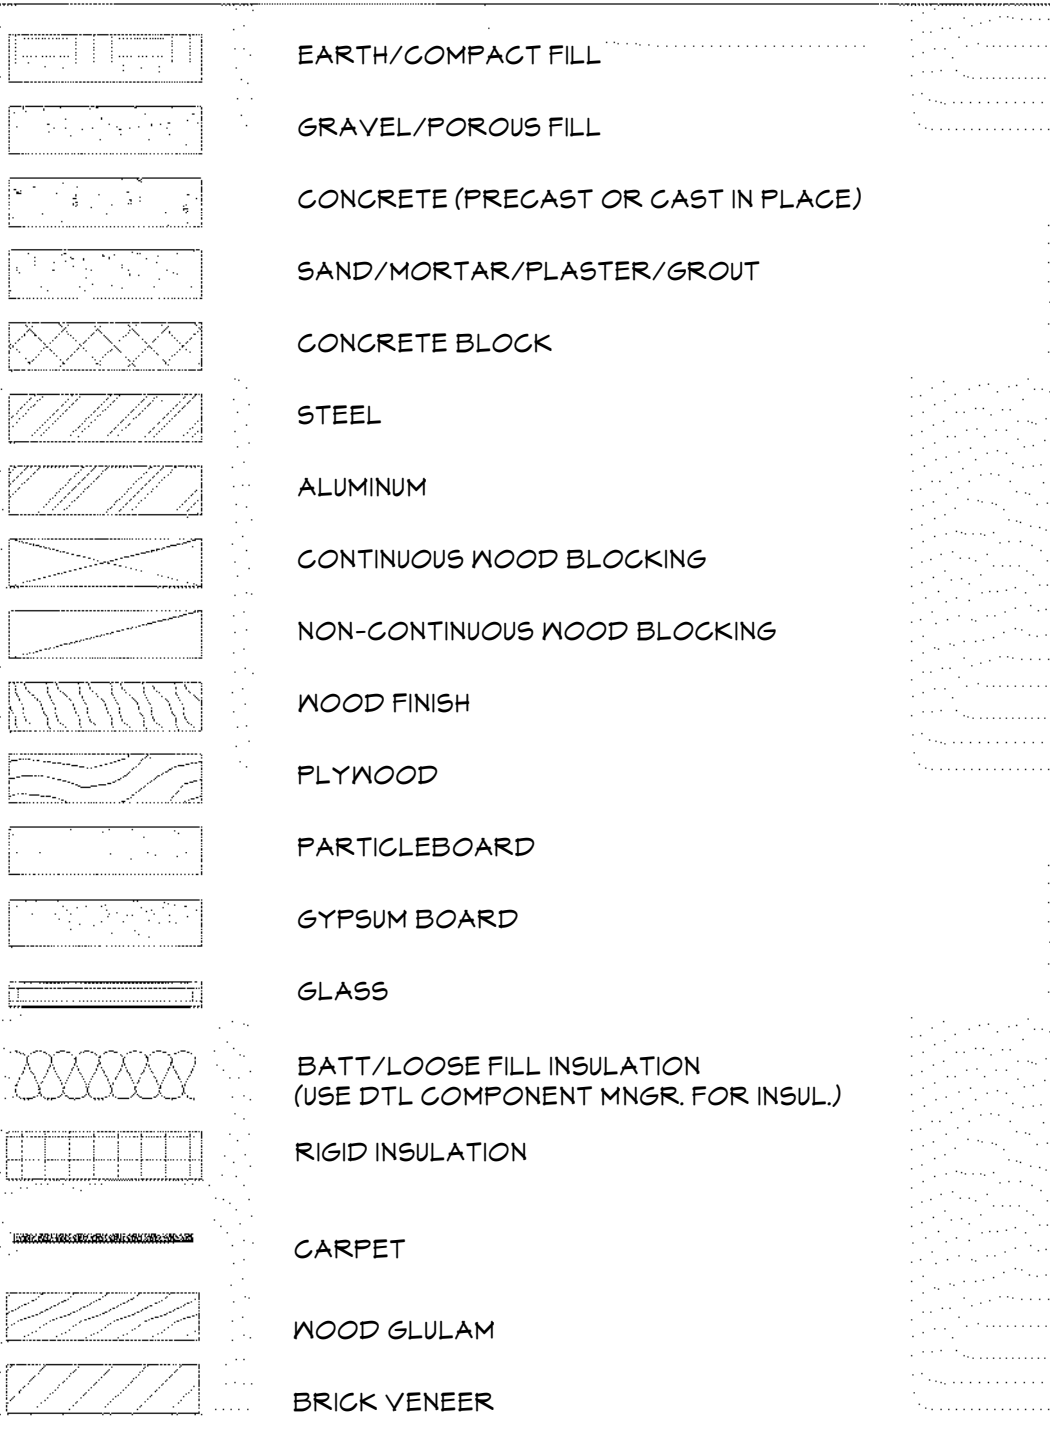 EARTH/COMPACT FILL
GRAVEL/POROUS FILL
CONCRETE (PRECAST OR CAST IN PLACE)
SAND/MORTAR/PLASTER/GROUT
CONCRETE BLOCK
STEEL
ALUMINUM
CONTINUOUS WOOD BLOCKING
NON-CONTINUOUS WOOD BLOCKING
WOOD FINISH
PLYWOOD
PARTICLEBOARD
GYPSUM BOARD
GLASS
BATT/LOOSE FILL INSULATION
(USE DTL COMPONENT MNGR. FOR INSUL.)
RIGID INSULATION
CARPET
WOOD GLULAM
BRICK VENEER